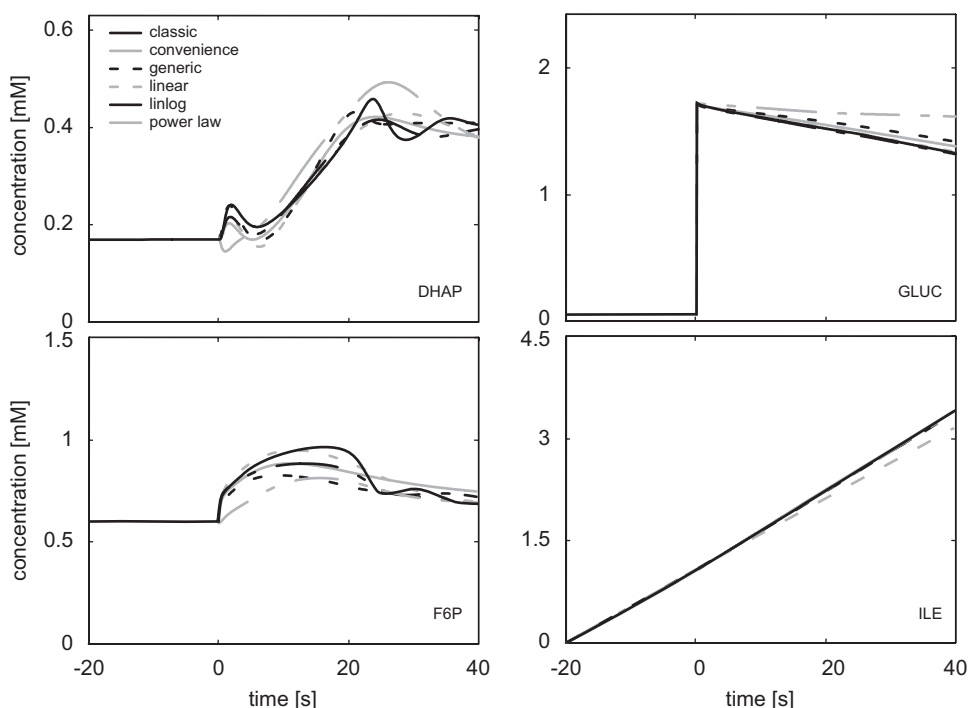 concentration [mM]
0.6
0.4
0.2
0
classic
convenience
generic
linear
linlog
power law
DHAP
2
1
0
GLUC
concentration [mM]
1.5
1
0.5
0
F6P
-20
0
20
40
time [s]
4.5
3
1.5
0
ILE
-20
0
20
40
time [s]